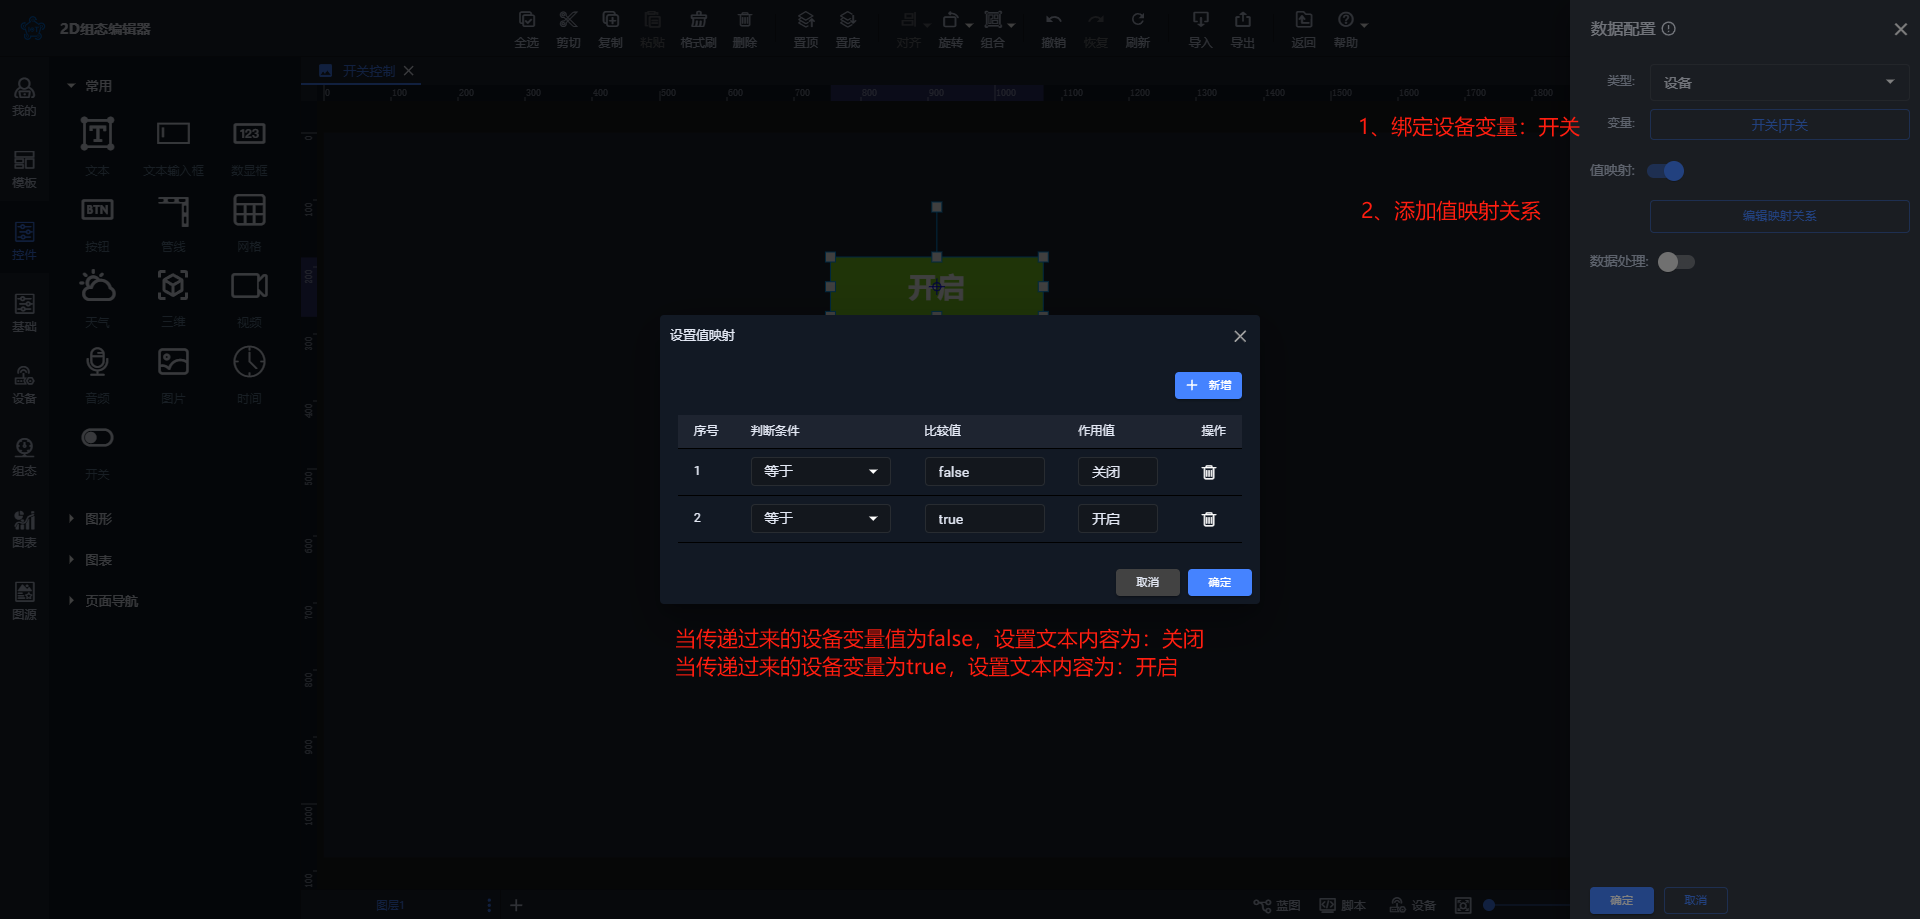 2D组态编辑器
全选 剪切 复制 粘贴 格式刷 删除 置顶 置底 对齐 旋转 组合 撤销 恢复 刷新 导入 导出 返回 帮助
数据配置
开关控制
0 100 200 300 400 500 600 700 800 900 1000 1100 1200 1300 1400 1500 1600 1700 1800
我的
模板
控件
基础
设备
组态
图表
图源
常用
文本 文本输入框 数显框
按钮 管线 网格
天气 三维 视频
音频 图片 时间
开关
图形
图表
页面导航
0
100
200
300
400
500
600
700
800
900
1000
T
123
BTN
类型: 设备
1、绑定设备变量：开关
变量: 开关|开关
值映射:
2、添加值映射关系
编辑映射关系
数据处理:
开启
设置值映射
新增
序号 判断条件 比较值 作用值 操作
1 等于 false 关闭
2 等于 true 开启
取消 确定
当传递过来的设备变量值为false，设置文本内容为：关闭
当传递过来的设备变量为true，设置文本内容为：开启
图层1
蓝图 脚本 设备
确定 取消